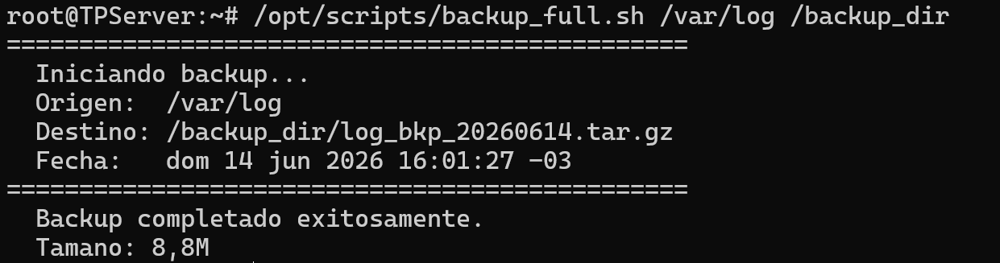 root@TPServer:~# /opt/scripts/backup_full.sh /var/log /backup_dir
===============================================
  Iniciando backup...
  Origen:  /var/log
  Destino: /backup_dir/log_bkp_20260614.tar.gz
  Fecha:   dom 14 jun 2026 16:01:27 -03
===============================================
  Backup completado exitosamente.
  Tamano: 8,8M